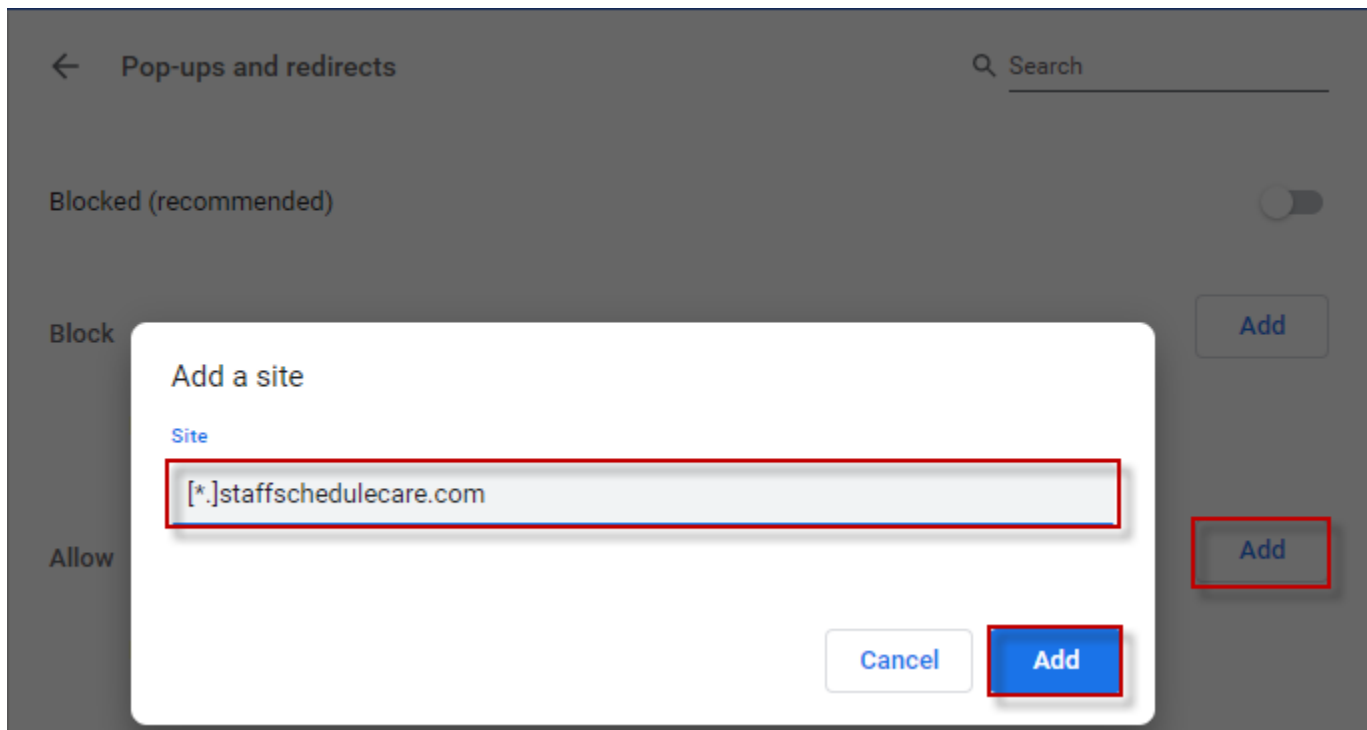 Pop-ups and redirects
Search
Blocked (recommended)
Block
Add
Add a site
Site
[*.]staffschedulecare.com
Allow
Add
Cancel
Add